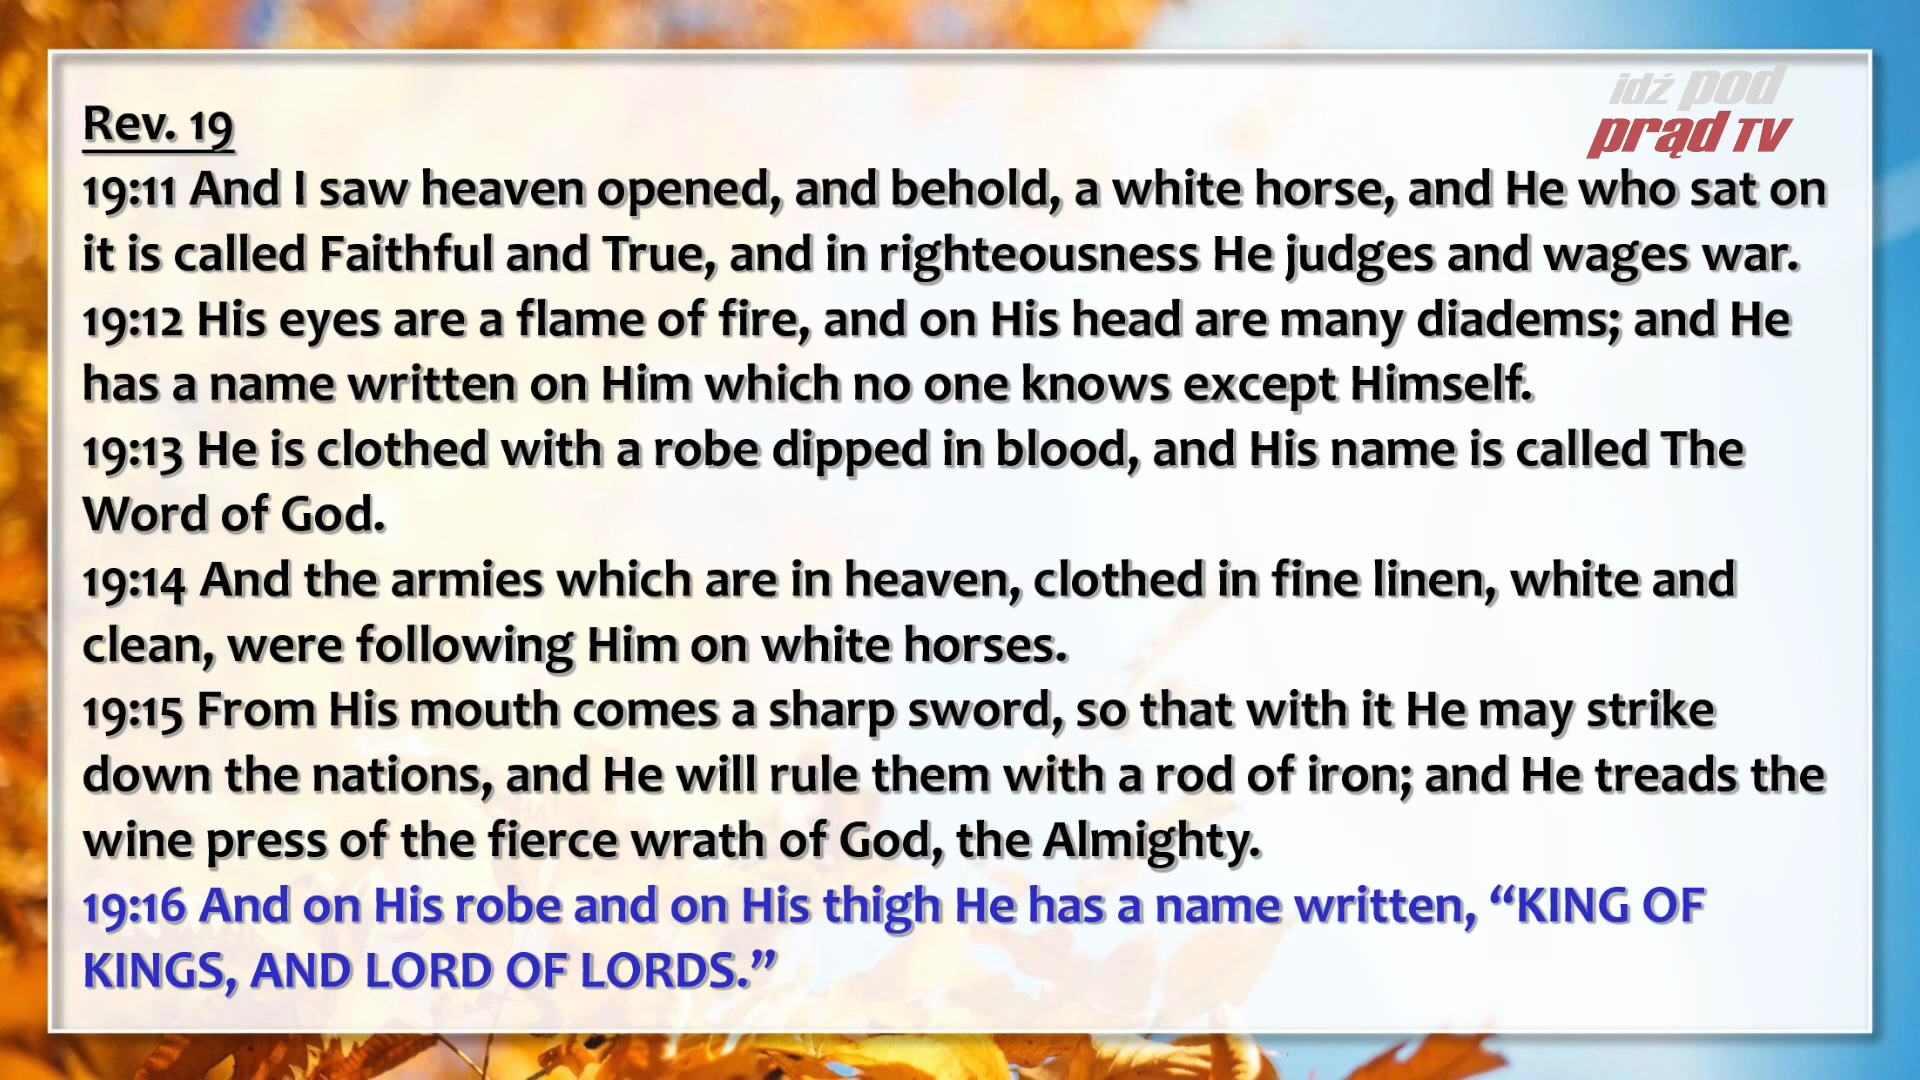 idź pod
prąd TV
Rev. 19
19:11 And I saw heaven opened, and behold, a white horse, and He who sat on
it is called Faithful and True, and in righteousness He judges and wages war.
19:12 His eyes are a flame of fire, and on His head are many diadems; and He
has a name written on Him which no one knows except Himself.
19:13 He is clothed with a robe dipped in blood, and His name is called The
Word of God.
19:14 And the armies which are in heaven, clothed in fine linen, white and
clean, were following Him on white horses.
19:15 From His mouth comes a sharp sword, so that with it He may strike
down the nations, and He will rule them with a rod of iron; and He treads the
wine press of the fierce wrath of God, the Almighty.
19:16 And on His robe and on His thigh He has a name written, “KING OF
KINGS, AND LORD OF LORDS.”